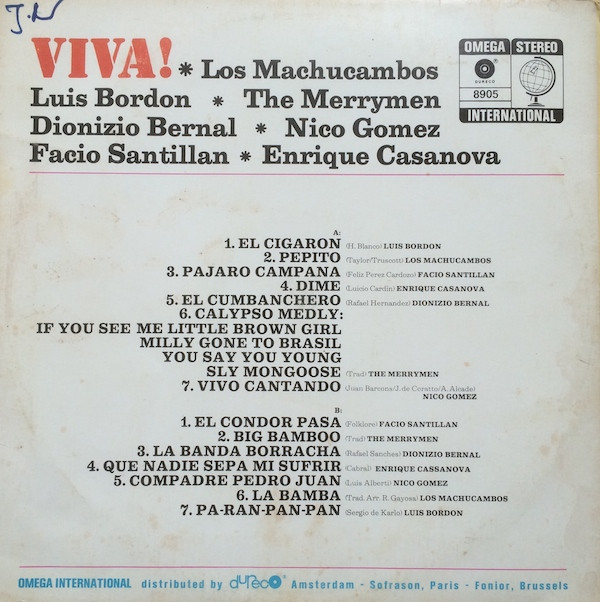 J.N
VIVA! * Los Machucambos
Luis Bordon * The Merrymen
Dionizio Bernal * Nico Gomez
Facio Santillan * Enrique Casanova
OMEGA STEREO
DURECO
8905
INTERNATIONAL
A:
1. EL CIGARON (H. Blanco) LUIS BORDON
2. PEPITO (Taylor/Truscott) LOS MACHUCAMBOS
3. PAJARO CAMPANA (Feliz Perez Cardozo) FACIO SANTILLAN
4. DIME (Luicio Cardin) ENRIQUE CASANOVA
5. EL CUMBANCHERO (Rafael Hernandez) DIONIZIO BERNAL
6. CALYPSO MEDLY:
IF YOU SEE ME LITTLE BROWN GIRL
MILLY GONE TO BRASIL
YOU SAY YOU YOUNG
SLY MONGOOSE (Trad) THE MERRYMEN
7. VIVO CANTANDO (Juan Barcons/J. de Coratto/A. Alcade)
NICO GOMEZ
B:
1. EL CONDOR PASA (Folklore) FACIO SANTILLAN
2. BIG BAMBOO (Trad) THE MERRYMEN
3. LA BANDA BORRACHA (Rafael Sanches) DIONIZIO BERNAL
4. QUE NADIE SEPA MI SUFRIR (Cabral) ENRIQUE CASSANOVA
5. COMPADRE PEDRO JUAN (Luis Alberti) NICO GOMEZ
6. LA BAMBA (Trad. Arr. R. Gayosa) LOS MACHUCAMBOS
7. PA-RAN-PAN-PAN (Sergio de Karlo) LUIS BORDON
OMEGA INTERNATIONAL distributed by dureco Amsterdam - Sofrason, Paris - Fonior, Brussels